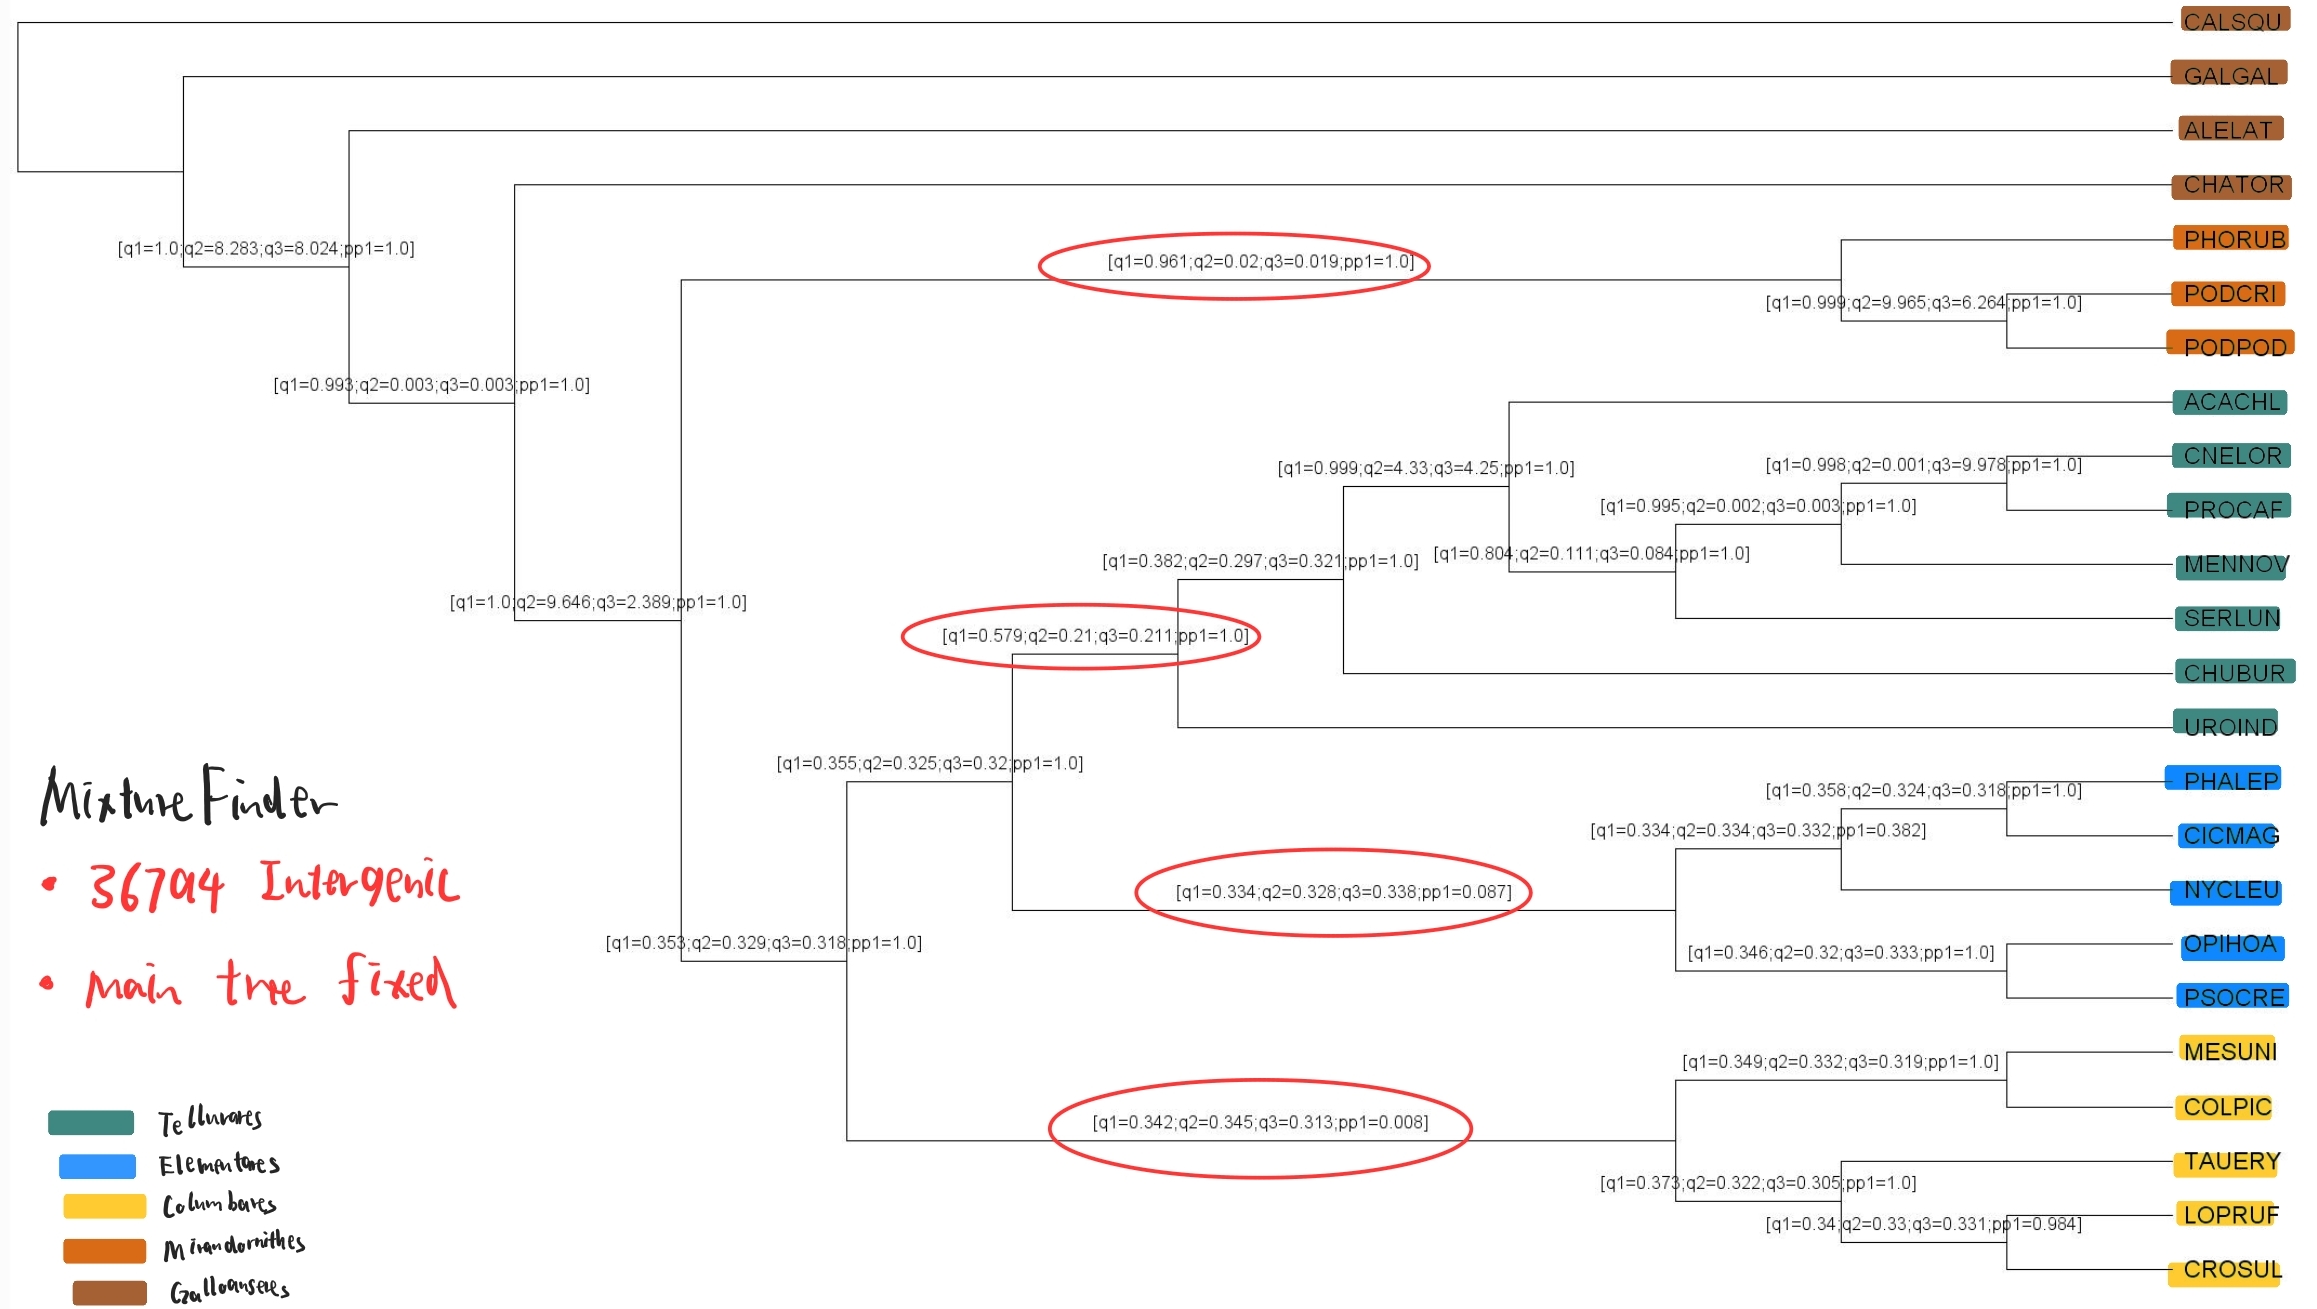 CALSQU
GALGAL
ALELAT
CHATOR
PHORUB
[q1=1.0;q2=8.283;q3=8.024;pp1=1.0]
[q1=0.961;q2=0.02;q3=0.019;pp1=1.0]
PODCRI
[q1=0.999;q2=9.965;q3=6.264;pp1=1.0]
PODPOD
[q1=0.993;q2=0.003;q3=0.003;pp1=1.0]
ACACHL
CNELOR
[q1=0.999;q2=4.33;q3=4.25;pp1=1.0]
[q1=0.998;q2=0.001;q3=9.978;pp1=1.0]
PROCAF
[q1=0.995;q2=0.002;q3=0.003;pp1=1.0]
[q1=0.382;q2=0.297;q3=0.321;pp1=1.0]
[q1=0.804;q2=0.111;q3=0.084;pp1=1.0]
MENNOV
[q1=1.0;q2=9.646;q3=2.389;pp1=1.0]
SERLUN
[q1=0.579;q2=0.21;q3=0.211;pp1=1.0]
CHUBUR
UROIND
[q1=0.355;q2=0.325;q3=0.32;pp1=1.0]
PHALEP
[q1=0.358;q2=0.324;q3=0.318;pp1=1.0]
MixtureFinder
[q1=0.334;q2=0.334;q3=0.332;pp1=0.382]
CICMAG
• 36794 Intergenic
[q1=0.334;q2=0.328;q3=0.338;pp1=0.087]
NYCLEU
[q1=0.353;q2=0.329;q3=0.318;pp1=1.0]
[q1=0.346;q2=0.32;q3=0.333;pp1=1.0]
OPIHOA
• main tree fixed
PSOCRE
MESUNI
[q1=0.349;q2=0.332;q3=0.319;pp1=1.0]
COLPIC
Telluraves
[q1=0.342;q2=0.345;q3=0.313;pp1=0.008]
Elementaves
TAUERY
[q1=0.373;q2=0.322;q3=0.305;pp1=1.0]
Columbaves
LOPRUF
[q1=0.34;q2=0.33;q3=0.331;pp1=0.984]
Mirandornithes
CROSUL
Galloanseres